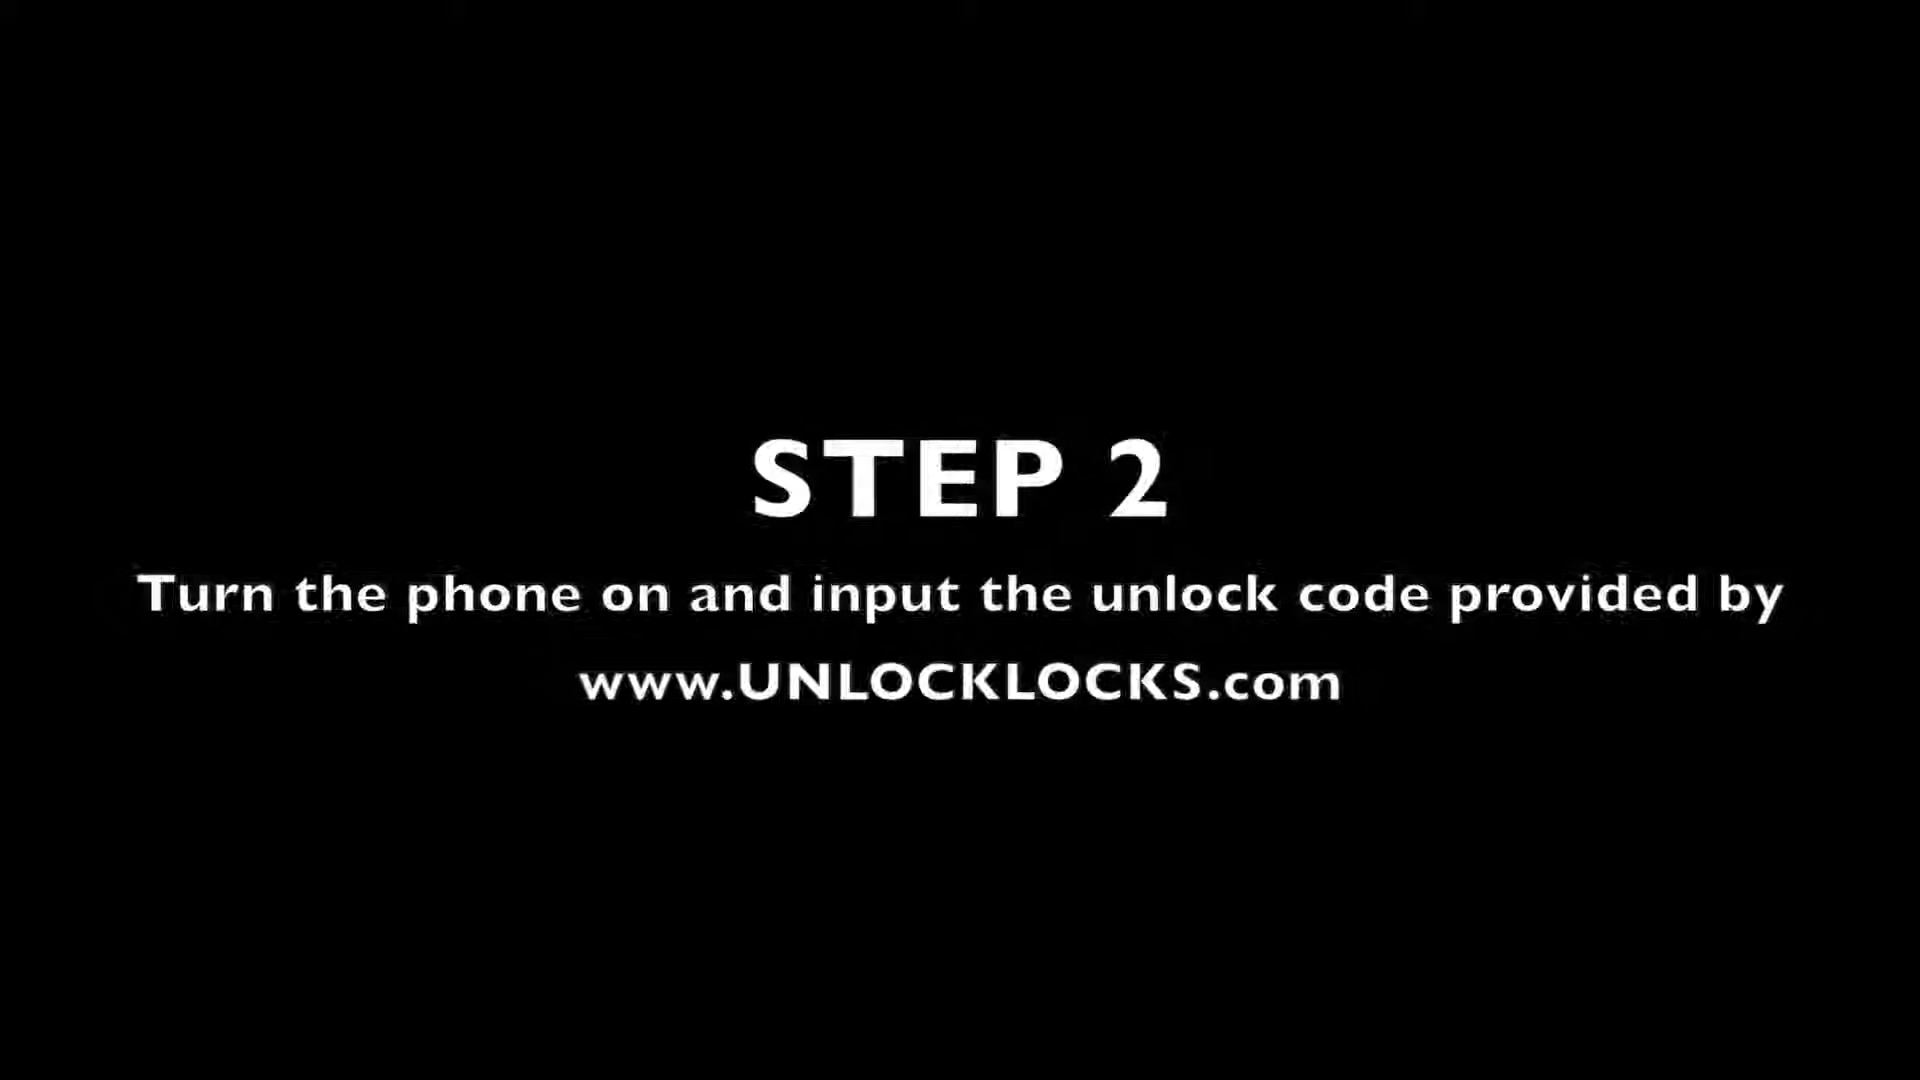 STEP 2
Turn the phone on and input the unlock code provided by
www.UNLOCKLOCKS.com